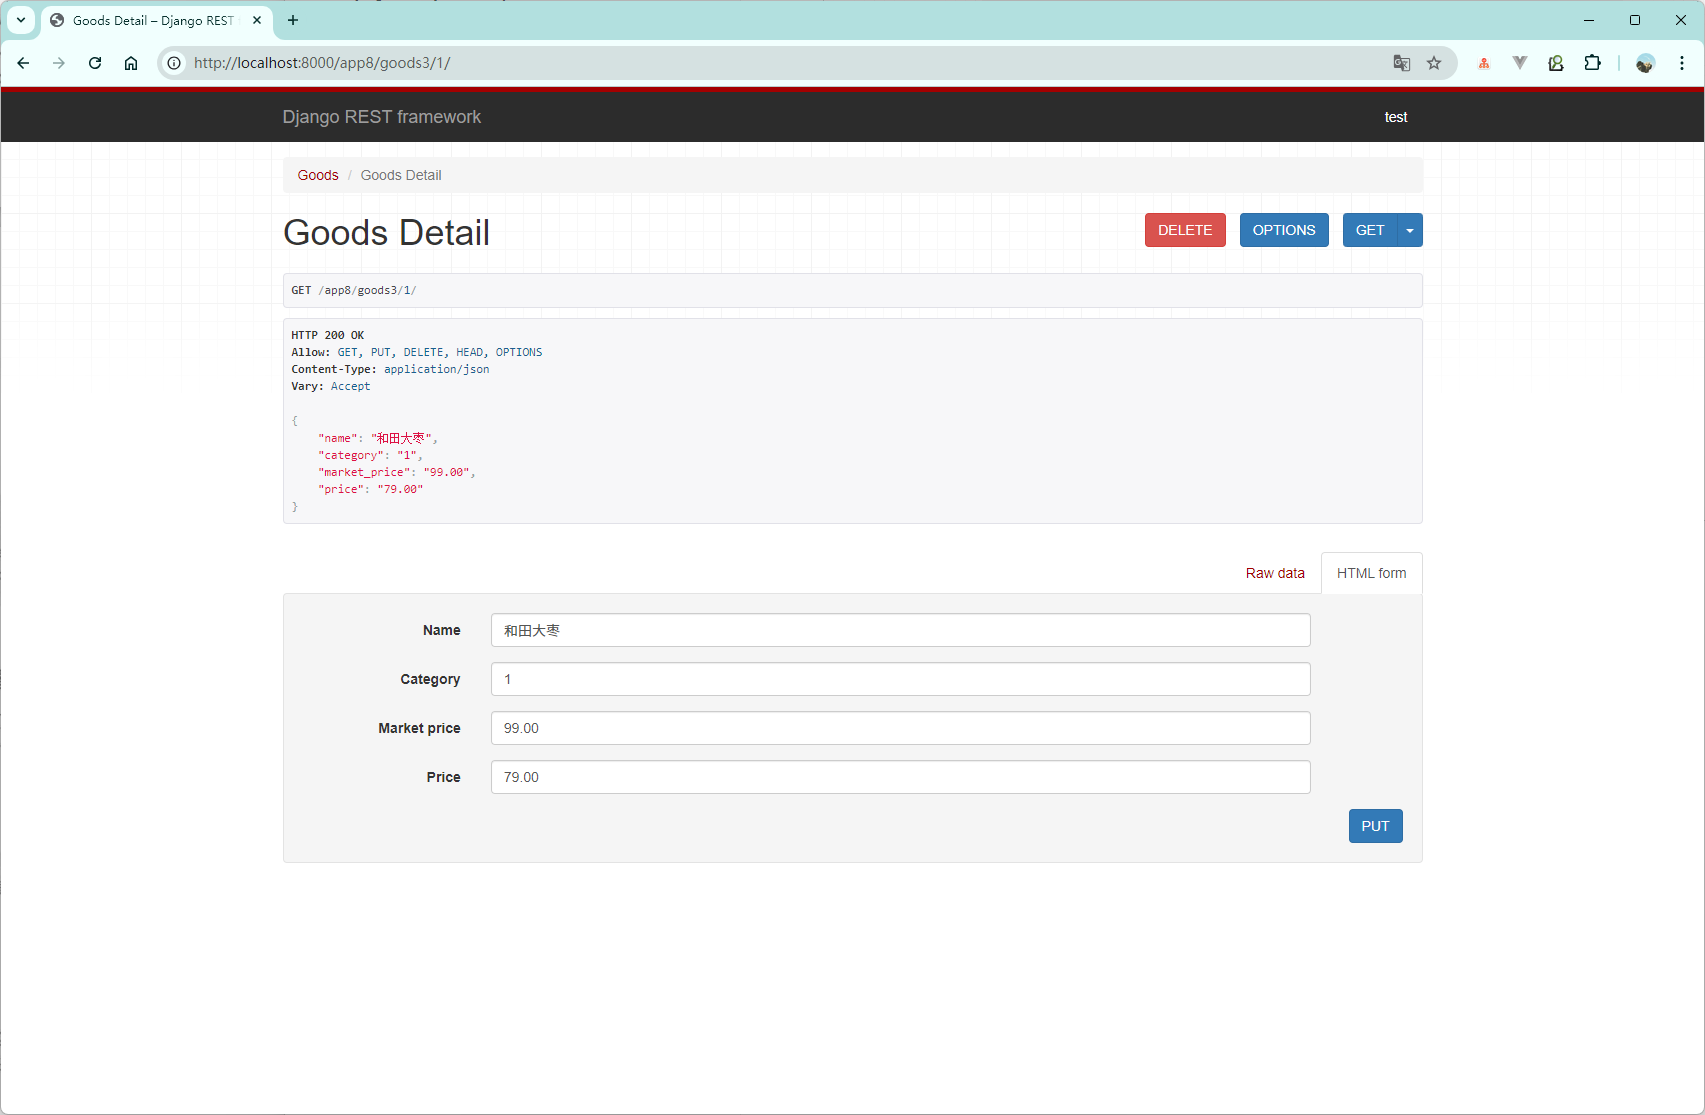 Goods Detail – Django REST
http://localhost:8000/app8/goods3/1/
Django REST framework
test
Goods / Goods Detail
Goods Detail
DELETE
OPTIONS
GET
GET /app8/goods3/1/
HTTP 200 OK
Allow: GET, PUT, DELETE, HEAD, OPTIONS
Content-Type: application/json
Vary: Accept
{
"name": "和田大枣",
"category": "1",
"market_price": "99.00",
"price": "79.00"
}
Raw data
HTML form
Name
和田大枣
Category
1
Market price
99.00
Price
79.00
PUT